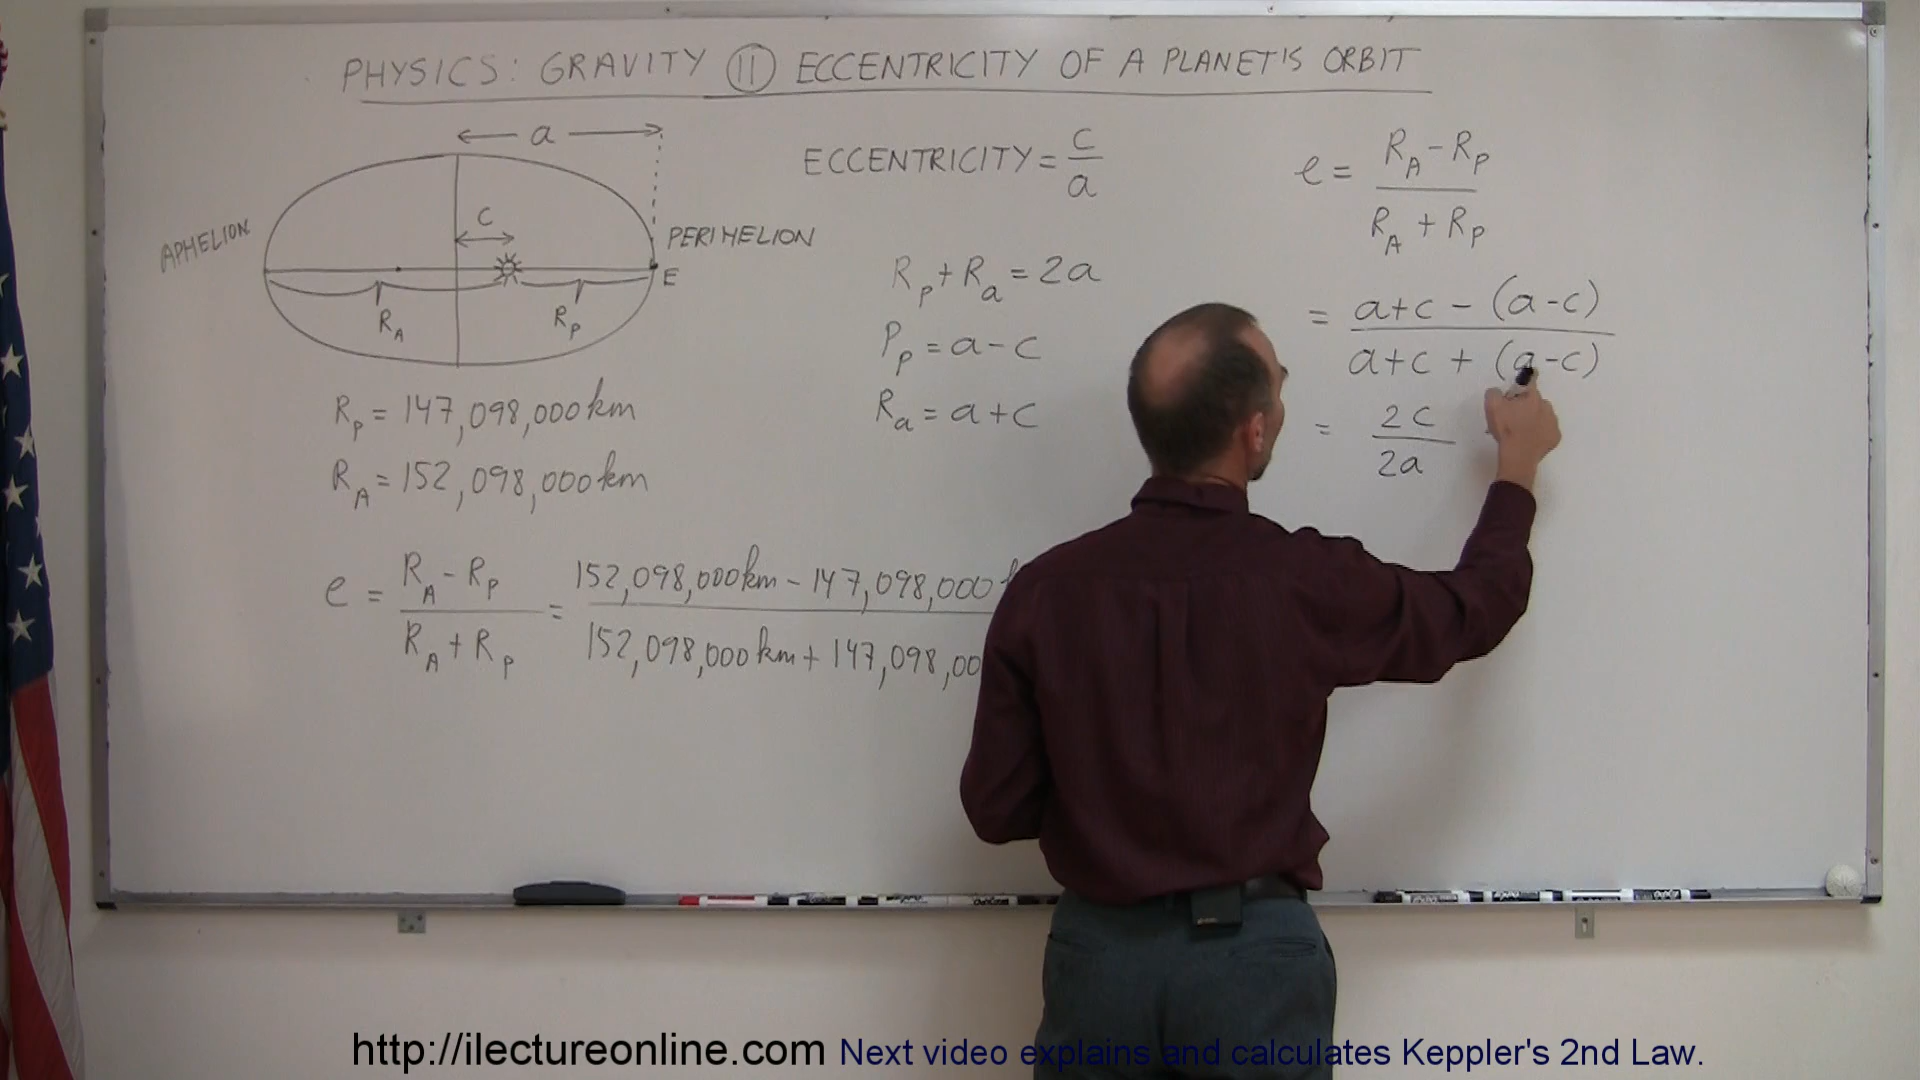 PHYSICS: GRAVITY ⑪ ECCENTRICITY OF A PLANET'S ORBIT
a
C
APHELION
PERIHELION
E
R_A
R_P
R_p = 147,098,000 km
R_A = 152,098,000 km
e = (R_A - R_P) / (R_A + R_P) = (152,098,000 km - 147,098,000 / 152,098,000 km + 147,098,00
ECCENTRICITY = c/a
R_p + R_a = 2a
P_p = a - c
R_a = a + c
e = (R_A - R_P) / (R_A + R_P)
= a+c - (a-c) / a+c + (a-c)
= 2c / 2a
http://ilectureonline.com Next video explains and calculates Keppler's 2nd Law.